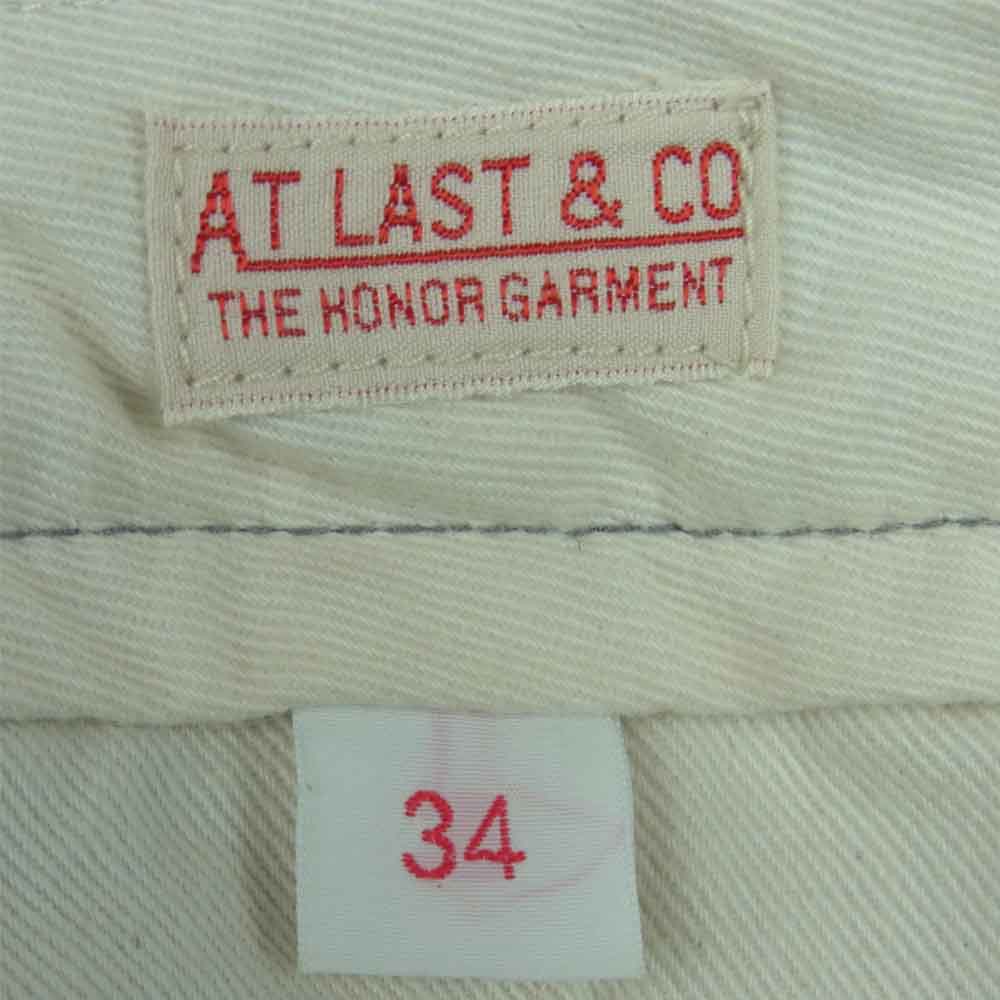 AT LAST & CO
THE HONOR GARMENT
34